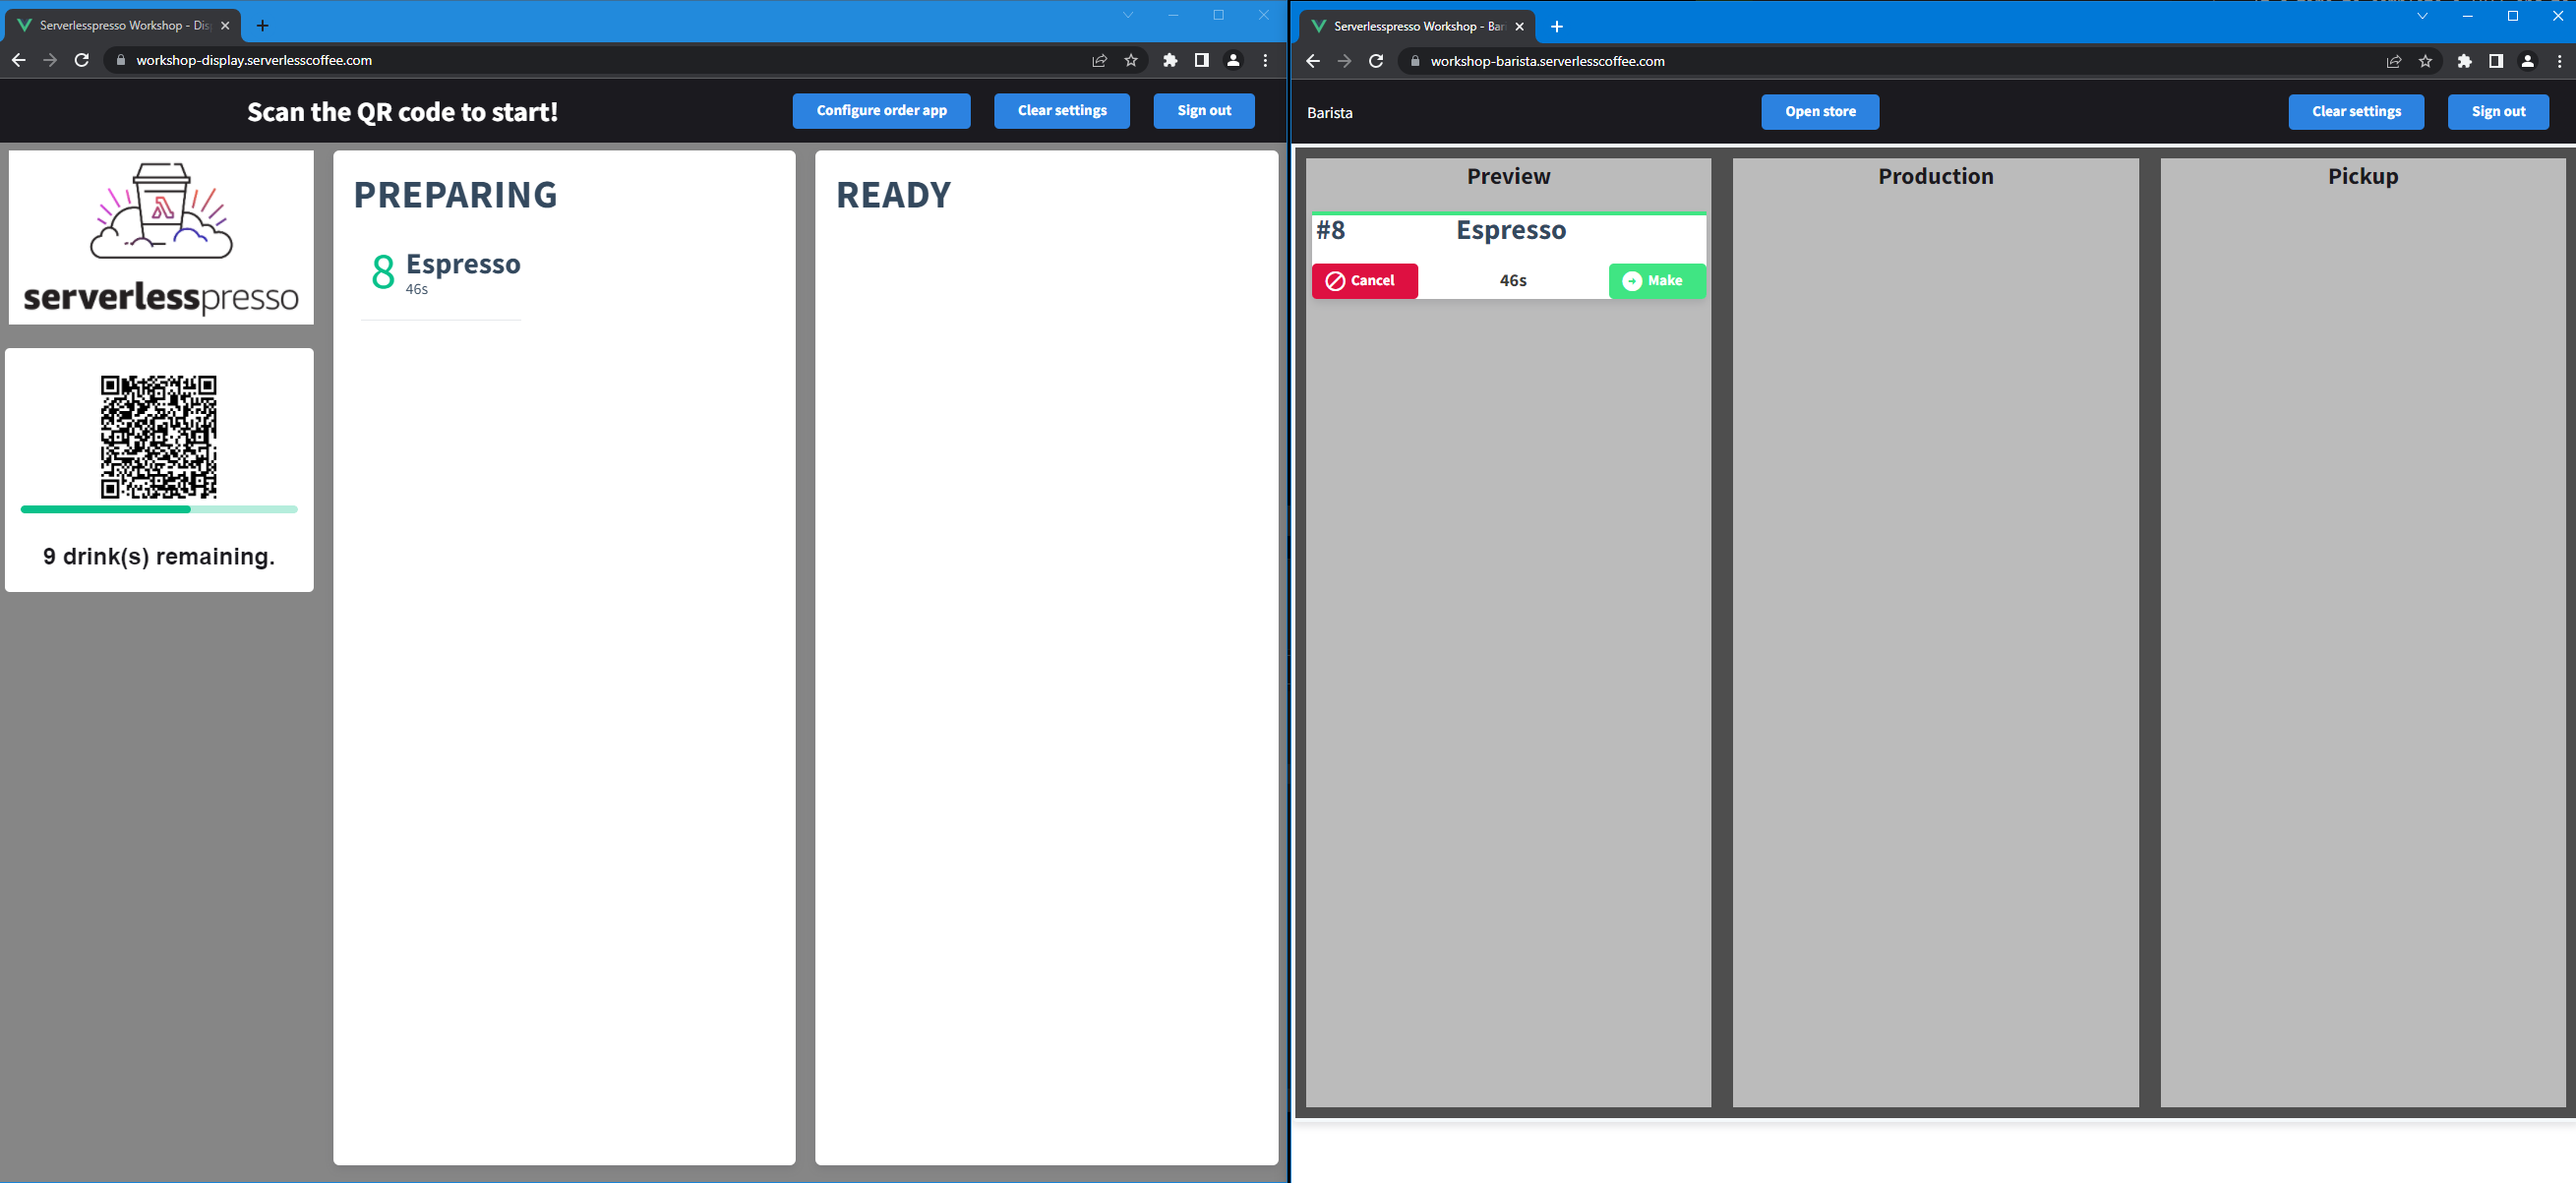 Serverlesspresso Workshop - Dis
workshop-display.serverlesscoffee.com
Scan the QR code to start!
Configure order app
Clear settings
Sign out
serverlesspresso
9 drink(s) remaining.
PREPARING
8 Espresso
46s
READY
Serverlesspresso Workshop - Bar
workshop-barista.serverlesscoffee.com
Barista
Open store
Clear settings
Sign out
Preview
#8 Espresso
Cancel 46s Make
Production
Pickup